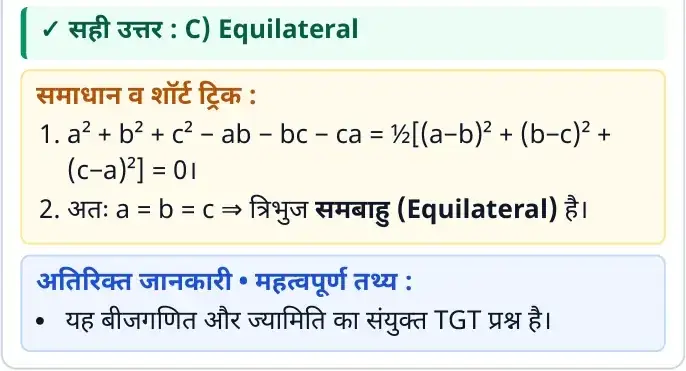 ✓ सही उत्तर : C) Equilateral
समाधान व शॉर्ट ट्रिक :
1. a² + b² + c² − ab − bc − ca = ½[(a−b)² + (b−c)² +
(c−a)²] = 0।
2. अतः a = b = c ⇒ त्रिभुज समबाहु (Equilateral) है।
अतिरिक्त जानकारी • महत्वपूर्ण तथ्य :
• यह बीजगणित और ज्यामिति का संयुक्त TGT प्रश्न है।